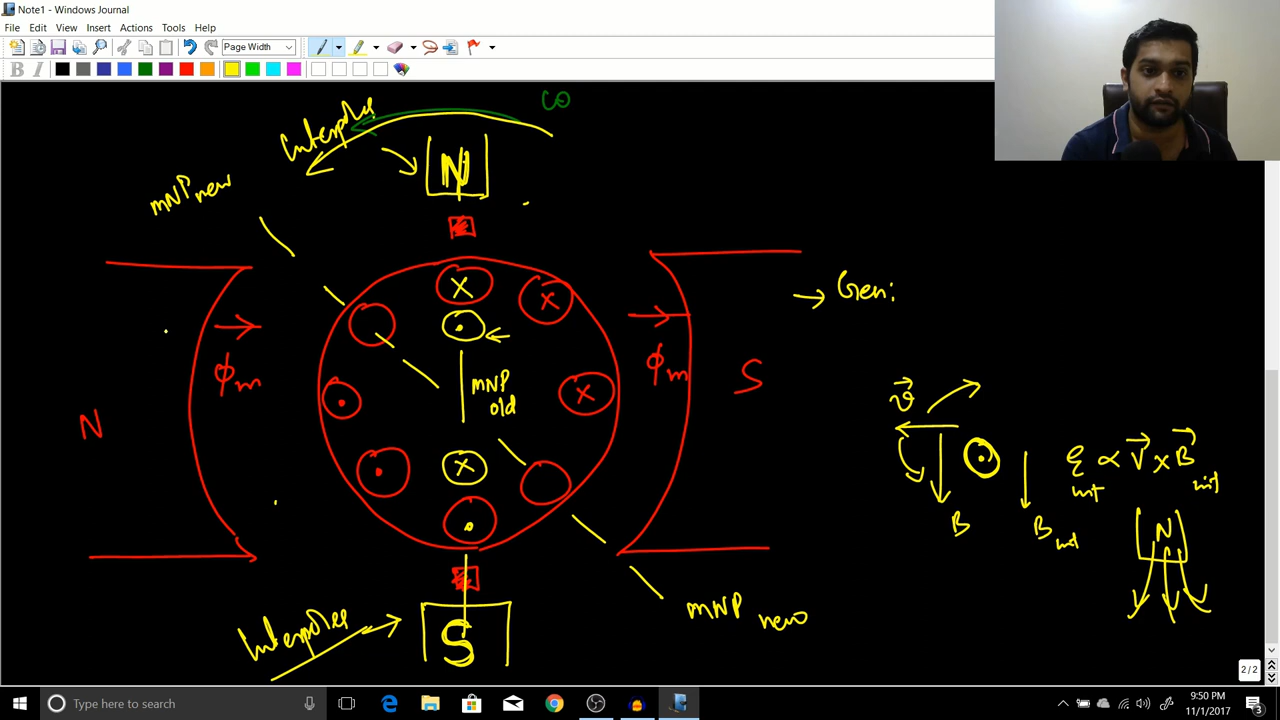 Note1 - Windows Journal
File Edit View Insert Actions Tools Help
Page Width
B I
Interpoles
CO
N
MNP new
X
X
→ Gen:
ϕm
ϕm
MNP
old
X
S
N
v
X
B
B int
ξ int ∝ V × B int
N
Interpoles
S
MNP new
2 / 2
Type here to search
9:50 PM
11/1/2017
3